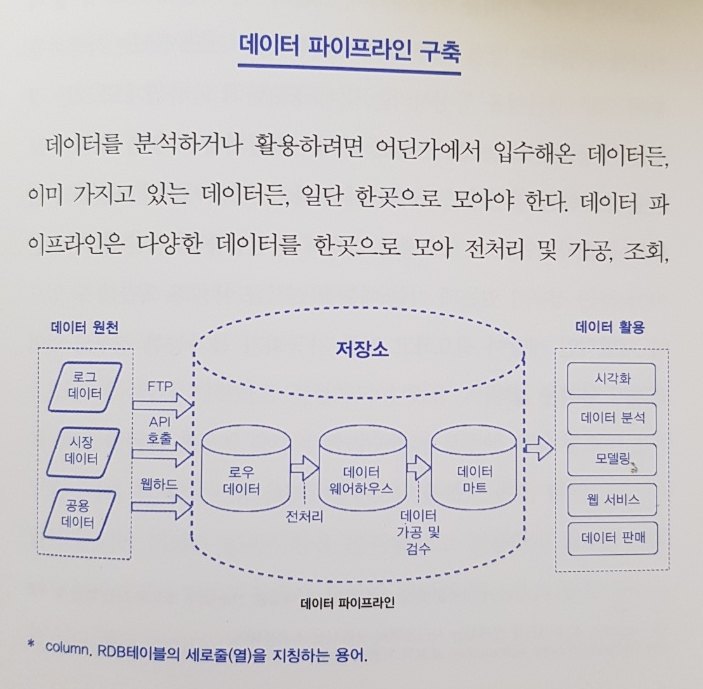 데이터 파이프라인 구축
데이터를 분석하거나 활용하려면 어딘가에서 입수해온 데이터든,
이미 가지고 있는 데이터든, 일단 한곳으로 모아야 한다. 데이터 파
이프라인은 다양한 데이터를 한곳으로 모아 전처리 및 가공, 조회,
데이터 원천
로그
데이터
시장
데이터
공용
데이터
FTP
API
호출
웹하드
저장소
로우
데이터
전처리
데이터
웨어하우스
데이터
가공 및
검수
데이터
마트
데이터 활용
시각화
데이터 분석
모델링
웹 서비스
데이터 판매
데이터 파이프라인
* column. RDB테이블의 세로줄(열)을 지칭하는 용어.